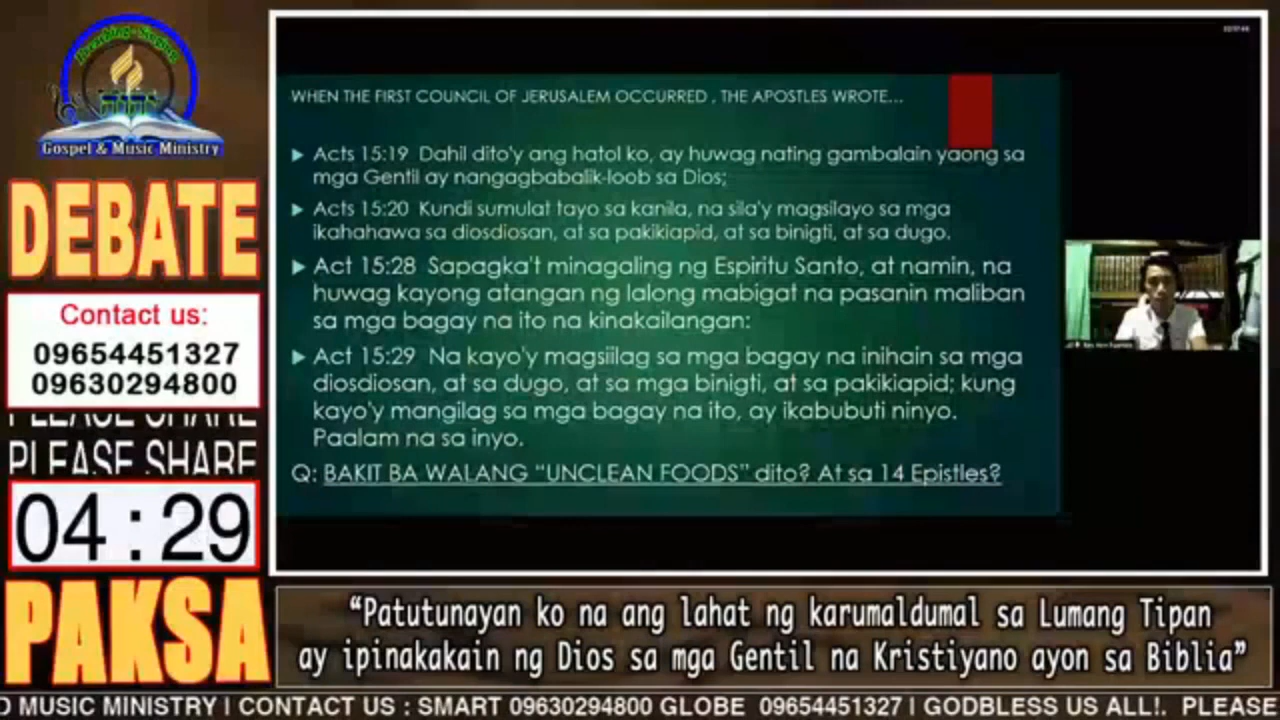 Preaching - Singing
יהוה
Gospel & Music Ministry
DEBATE
Contact us:
09654451327
09630294800
PLEASE SHARE
PLEASE SHARE
04 : 29
PAKSA
WHEN THE FIRST COUNCIL OF JERUSALEM OCCURRED , THE APOSTLES WROTE...
Acts 15:19 Dahil dito'y ang hatol ko, ay huwag nating gambalain yaong sa
mga Gentil ay nangagbabalik-loob sa Dios;
Acts 15:20 Kundi sumulat tayo sa kanila, na sila'y magsilayo sa mga
ikahahawa sa diosdiosan, at sa pakikiapid, at sa binigti, at sa dugo.
Act 15:28 Sapagka't minagaling ng Espiritu Santo, at namin, na
huwag kayong atangan ng lalong mabigat na pasanin maliban
sa mga bagay na ito na kinakailangan:
Act 15:29 Na kayo'y magsiilag sa mga bagay na inihain sa mga
diosdiosan, at sa dugo, at sa mga binigti, at sa pakikiapid; kung
kayo'y mangilag sa mga bagay na ito, ay ikabubuti ninyo.
Paalam na sa inyo.
Q: BAKIT BA WALANG “UNCLEAN FOODS” dito? At sa 14 Epistles?
“Patutunayan ko na ang lahat ng karumaldumal sa Lumang Tipan
ay ipinakakain ng Dios sa mga Gentil na Kristiyano ayon sa Biblia”
D MUSIC MINISTRY | CONTACT US : SMART 09630294800 GLOBE 09654451327 | GODBLESS US ALL!. PLEASE